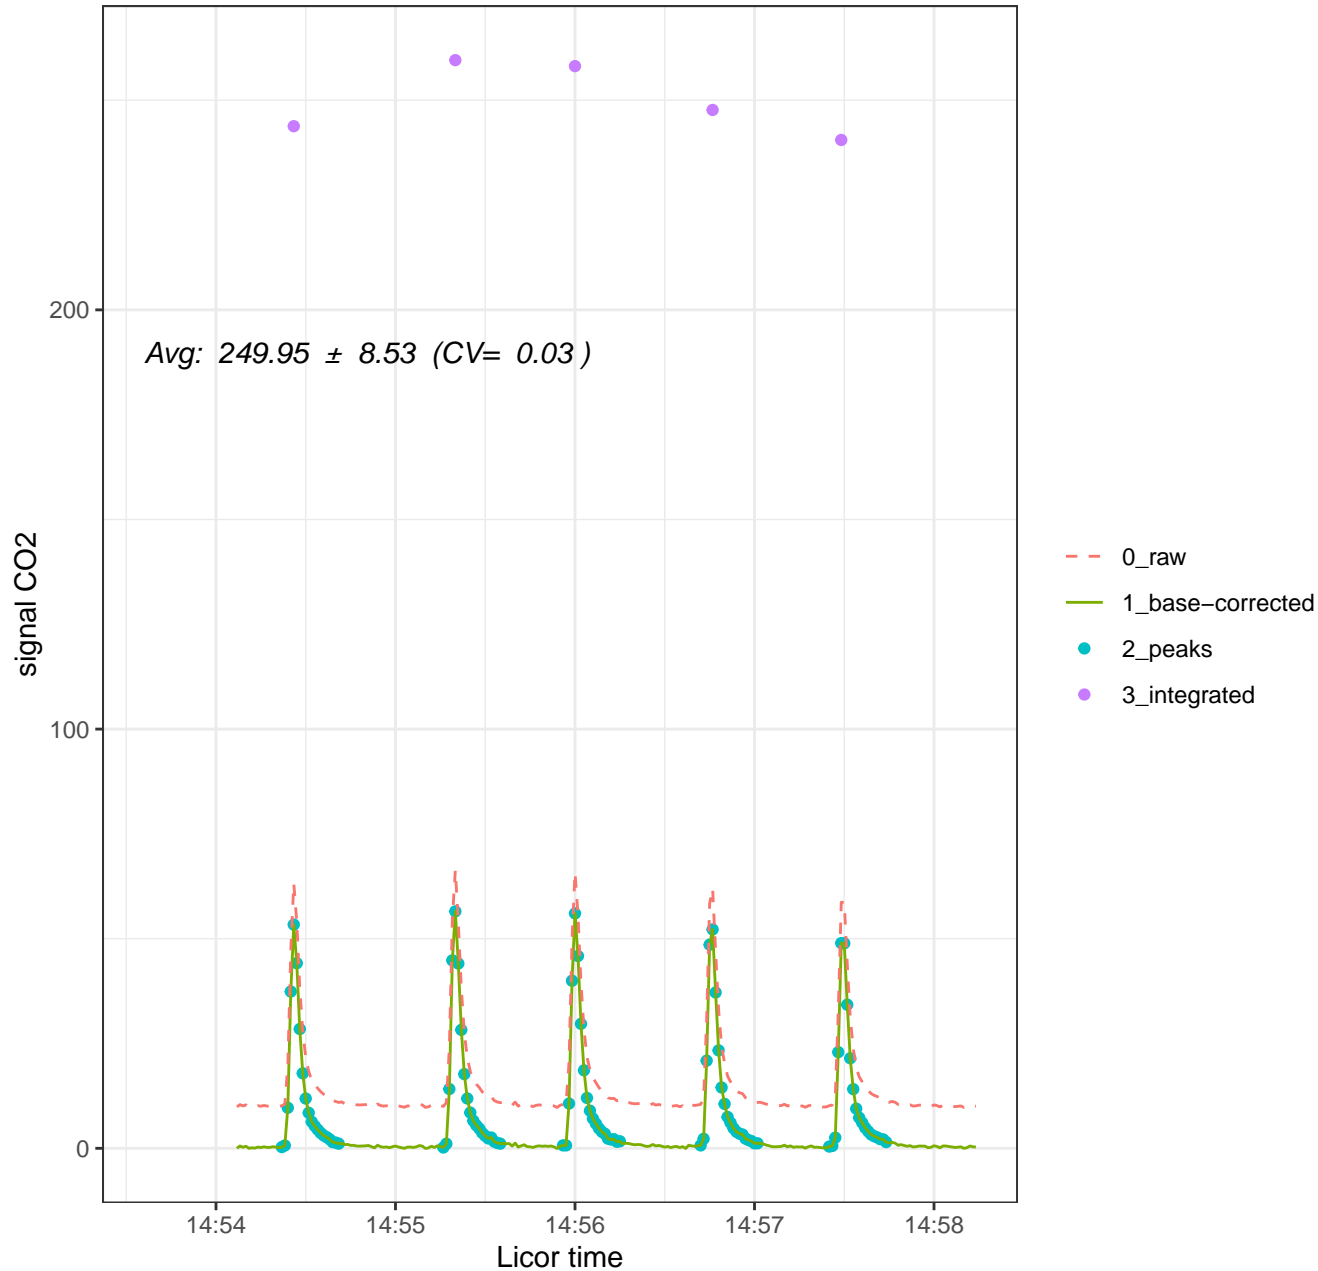 200
Avg: 249.95 ± 8.53 (CV= 0.03 )
signal CO2
100
0
14:54
14:55
14:56
14:57
14:58
Licor time
0_raw
1_base−corrected
2_peaks
3_integrated